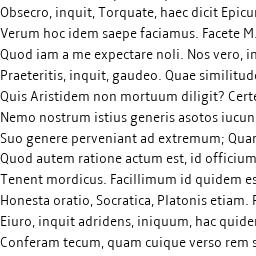 Obsecro, inquit, Torquate, haec dicit Epicur
Verum hoc idem saepe faciamus. Facete M.
Quod iam a me expectare noli. Nos vero, in
Praeteritis, inquit, gaudeo. Quae similitud
Quis Aristidem non mortuum diligit? Certe
Nemo nostrum istius generis asotos iucun
Suo genere perveniant ad extremum; Quar
Quod autem ratione actum est, id officium
Tenent mordicus. Facillimum id quidem es
Honesta oratio, Socratica, Platonis etiam. P
Eiuro, inquit adridens, iniquum, hac quide
Conferam tecum, quam cuique verso rem s